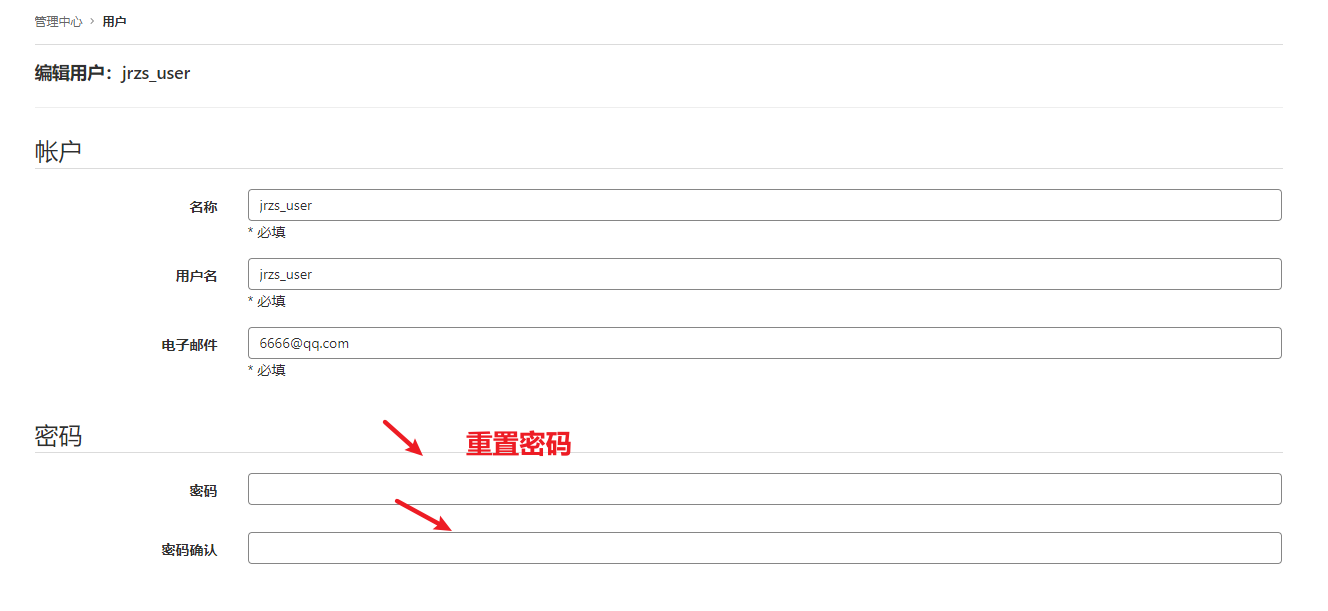 管理中心 › 用户
编辑用户：jrzs_user
帐户
名称 jrzs_user
* 必填
用户名 jrzs_user
* 必填
电子邮件 6666@qq.com
* 必填
密码 重置密码
密码
密码确认